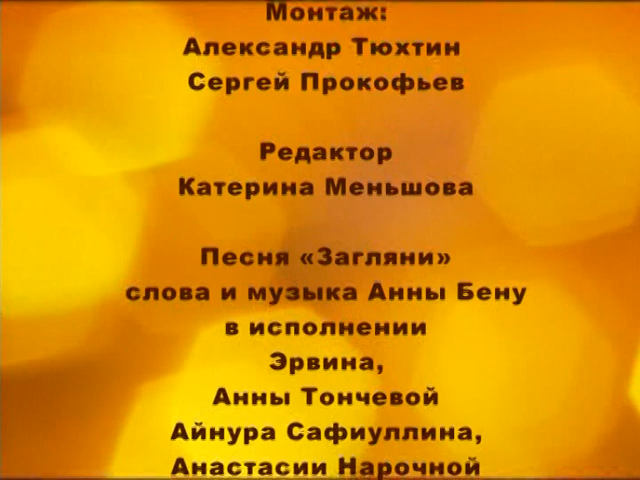 Монтаж:
Александр Тюхтин
Сергей Прокофьев
Редактор
Катерина Меньшова
Песня «Загляни»
слова и музыка Анны Бену
в исполнении
Эрвина,
Анны Тончевой
Айнура Сафиуллина,
Анастасии Нарочной